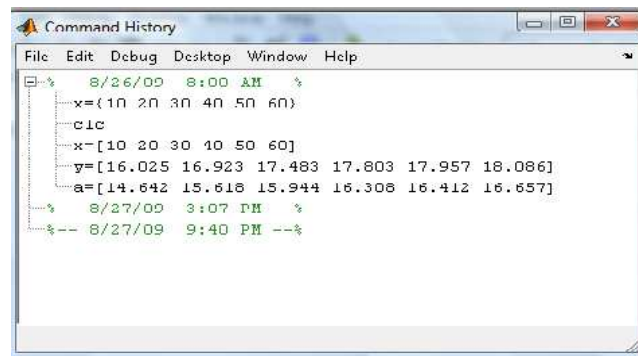 Command History
File Edit Debug Desktop Window Help
% 8/26/09 8:00 AM %
x={10 20 30 40 50 60}
clc
x=[10 20 30 40 50 60]
y=[16.025 16.923 17.483 17.803 17.957 18.086]
a=[14.642 15.618 15.944 16.308 16.412 16.657]
% 8/27/09 3:07 PM %
%-- 8/27/09 9:40 PM --%